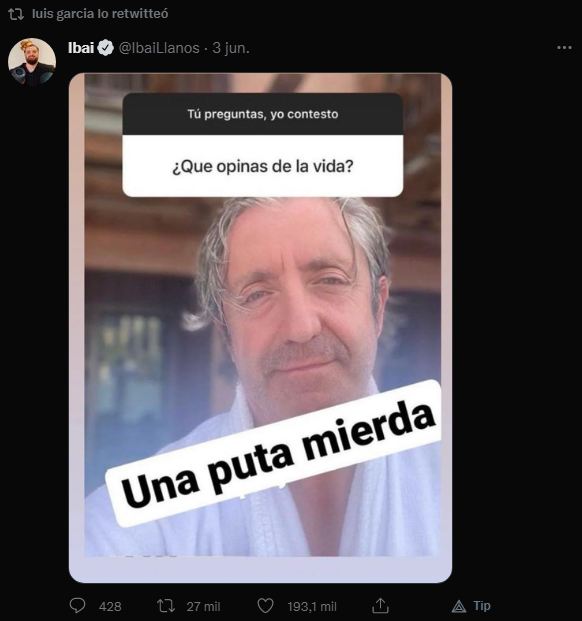 luis garcia lo retwitteó
Ibai @IbaiLlanos · 3 jun.
Tú preguntas, yo contesto
¿Que opinas de la vida?
Una puta mierda
428 27 mil 193,1 mil Tip